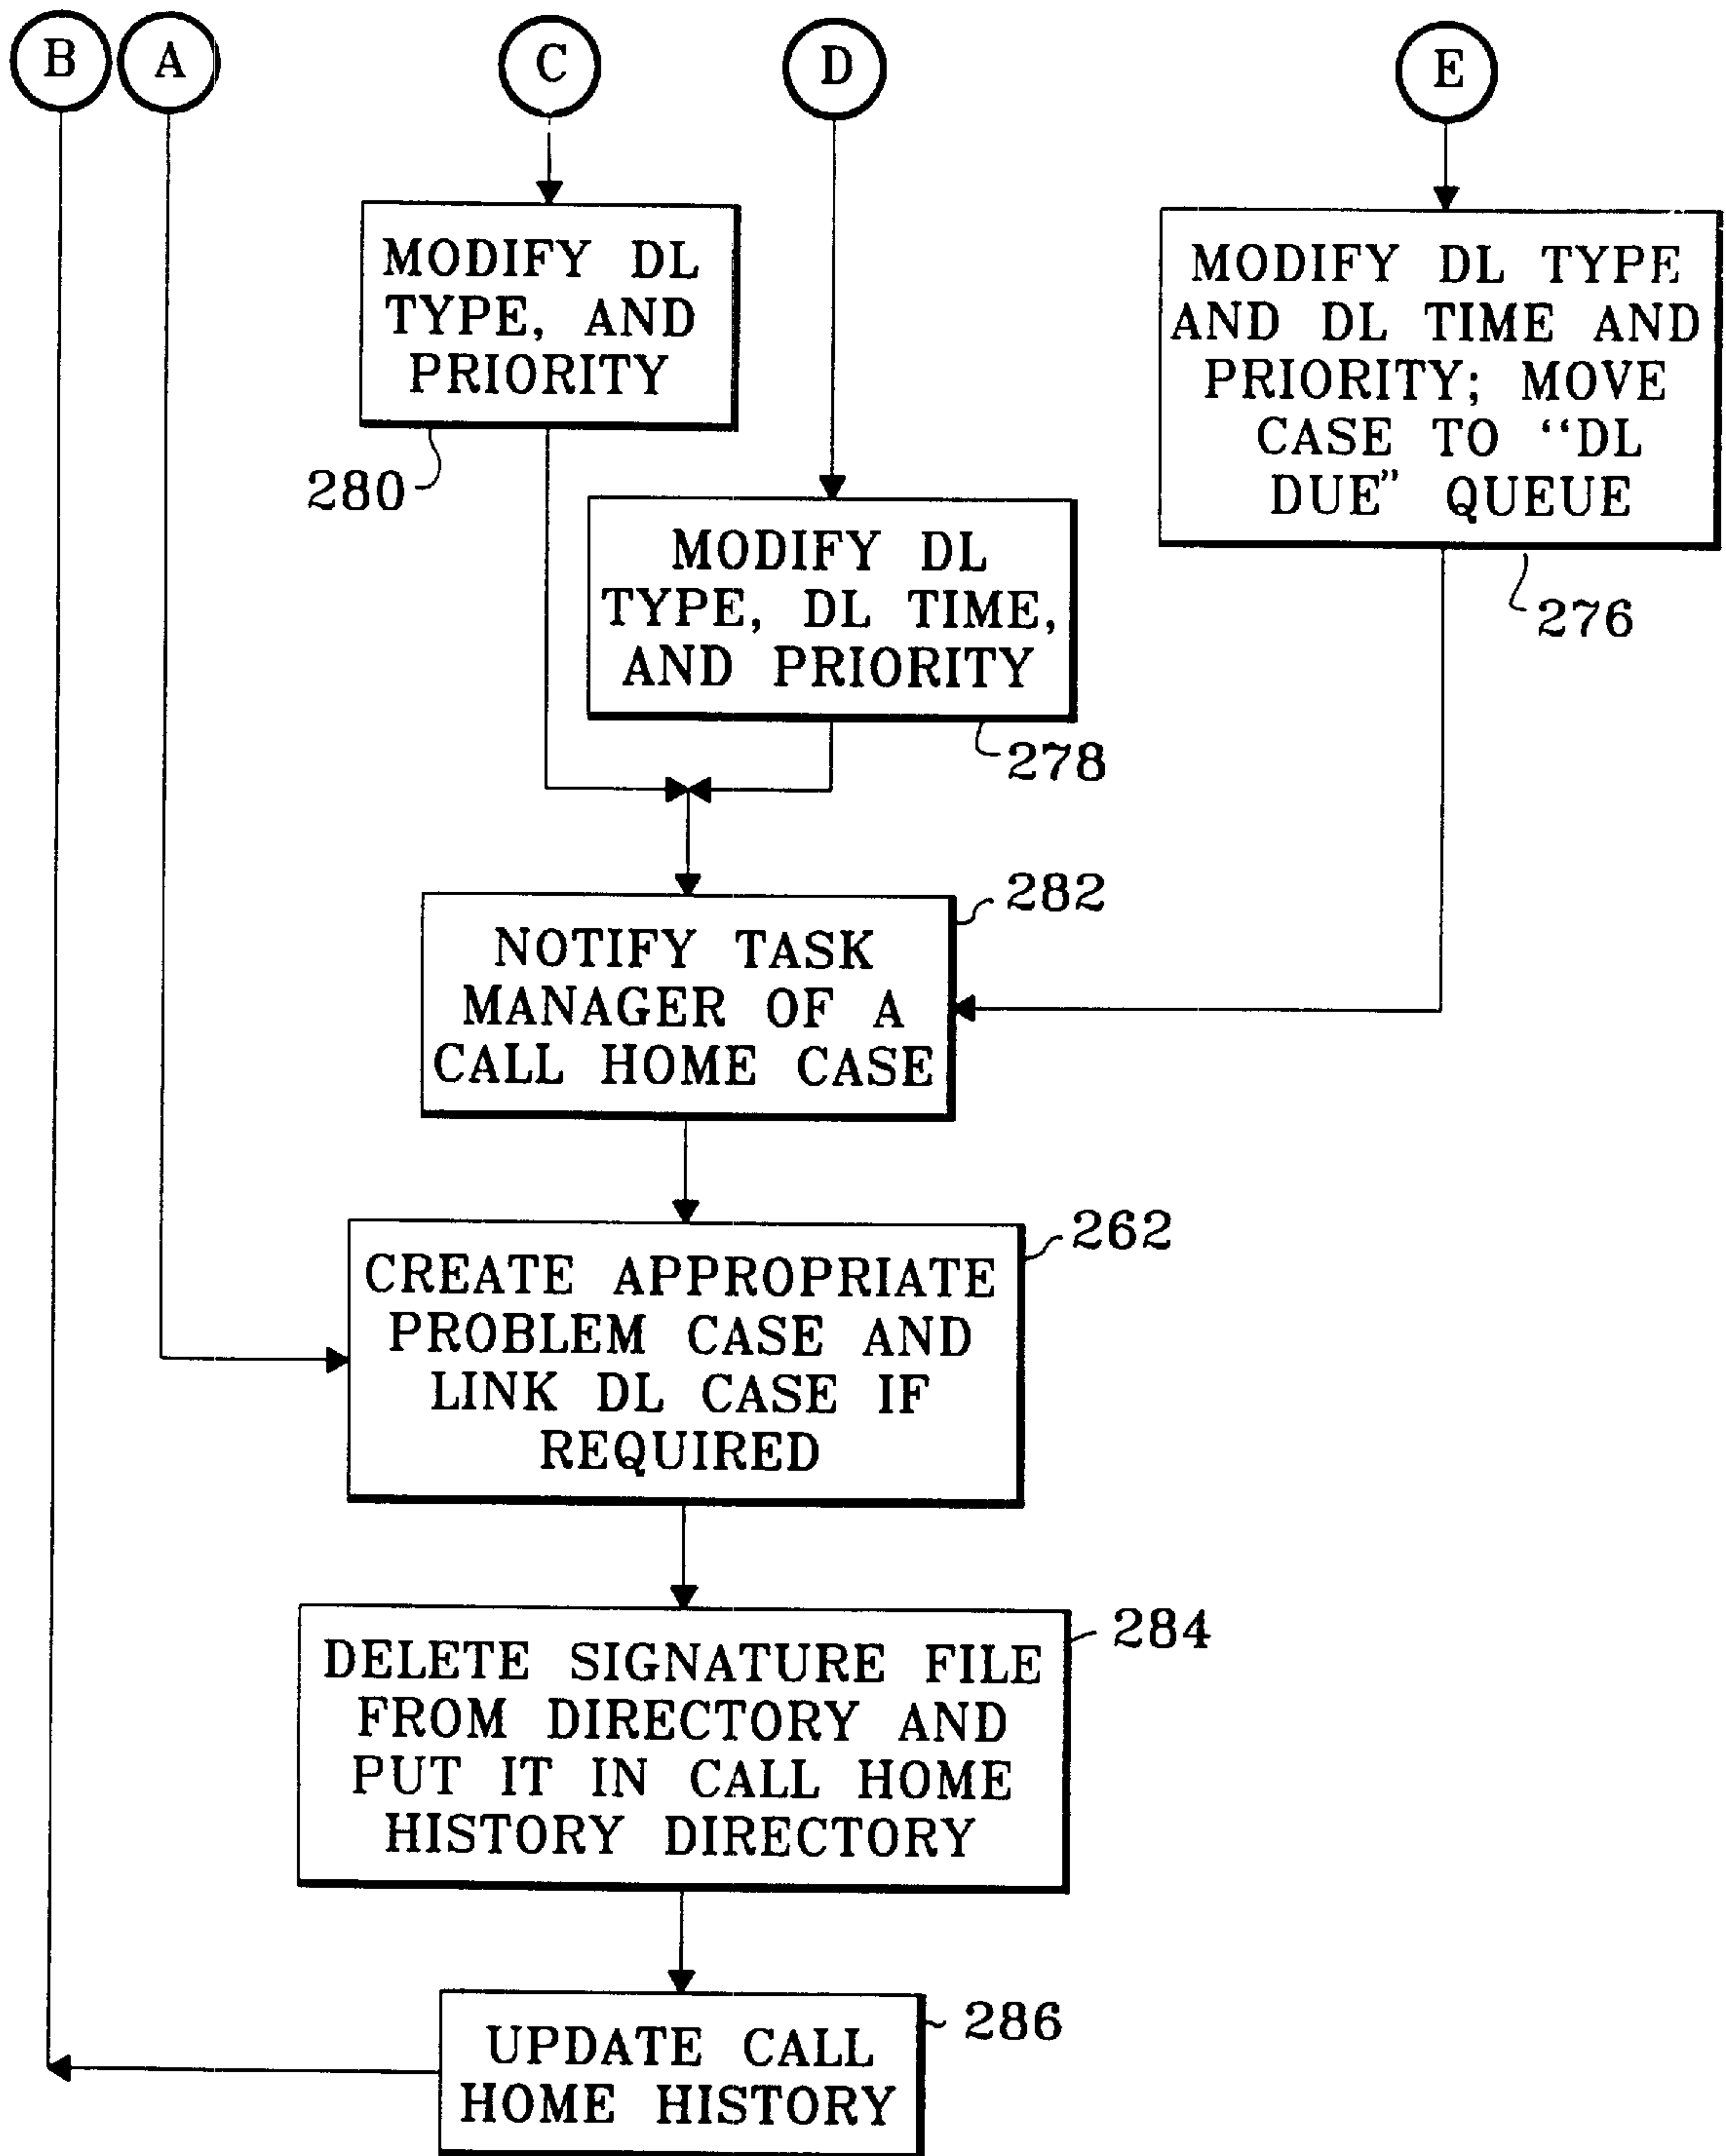 B
A
C
D
E
MODIFY DL
TYPE, AND
PRIORITY
280
MODIFY DL TYPE
AND DL TIME AND
PRIORITY; MOVE
CASE TO “DL
DUE” QUEUE
276
MODIFY DL
TYPE, DL TIME,
AND PRIORITY
278
282
NOTIFY TASK
MANAGER OF A
CALL HOME CASE
262
CREATE APPROPRIATE
PROBLEM CASE AND
LINK DL CASE IF
REQUIRED
284
DELETE SIGNATURE FILE
FROM DIRECTORY AND
PUT IT IN CALL HOME
HISTORY DIRECTORY
286
UPDATE CALL
HOME HISTORY